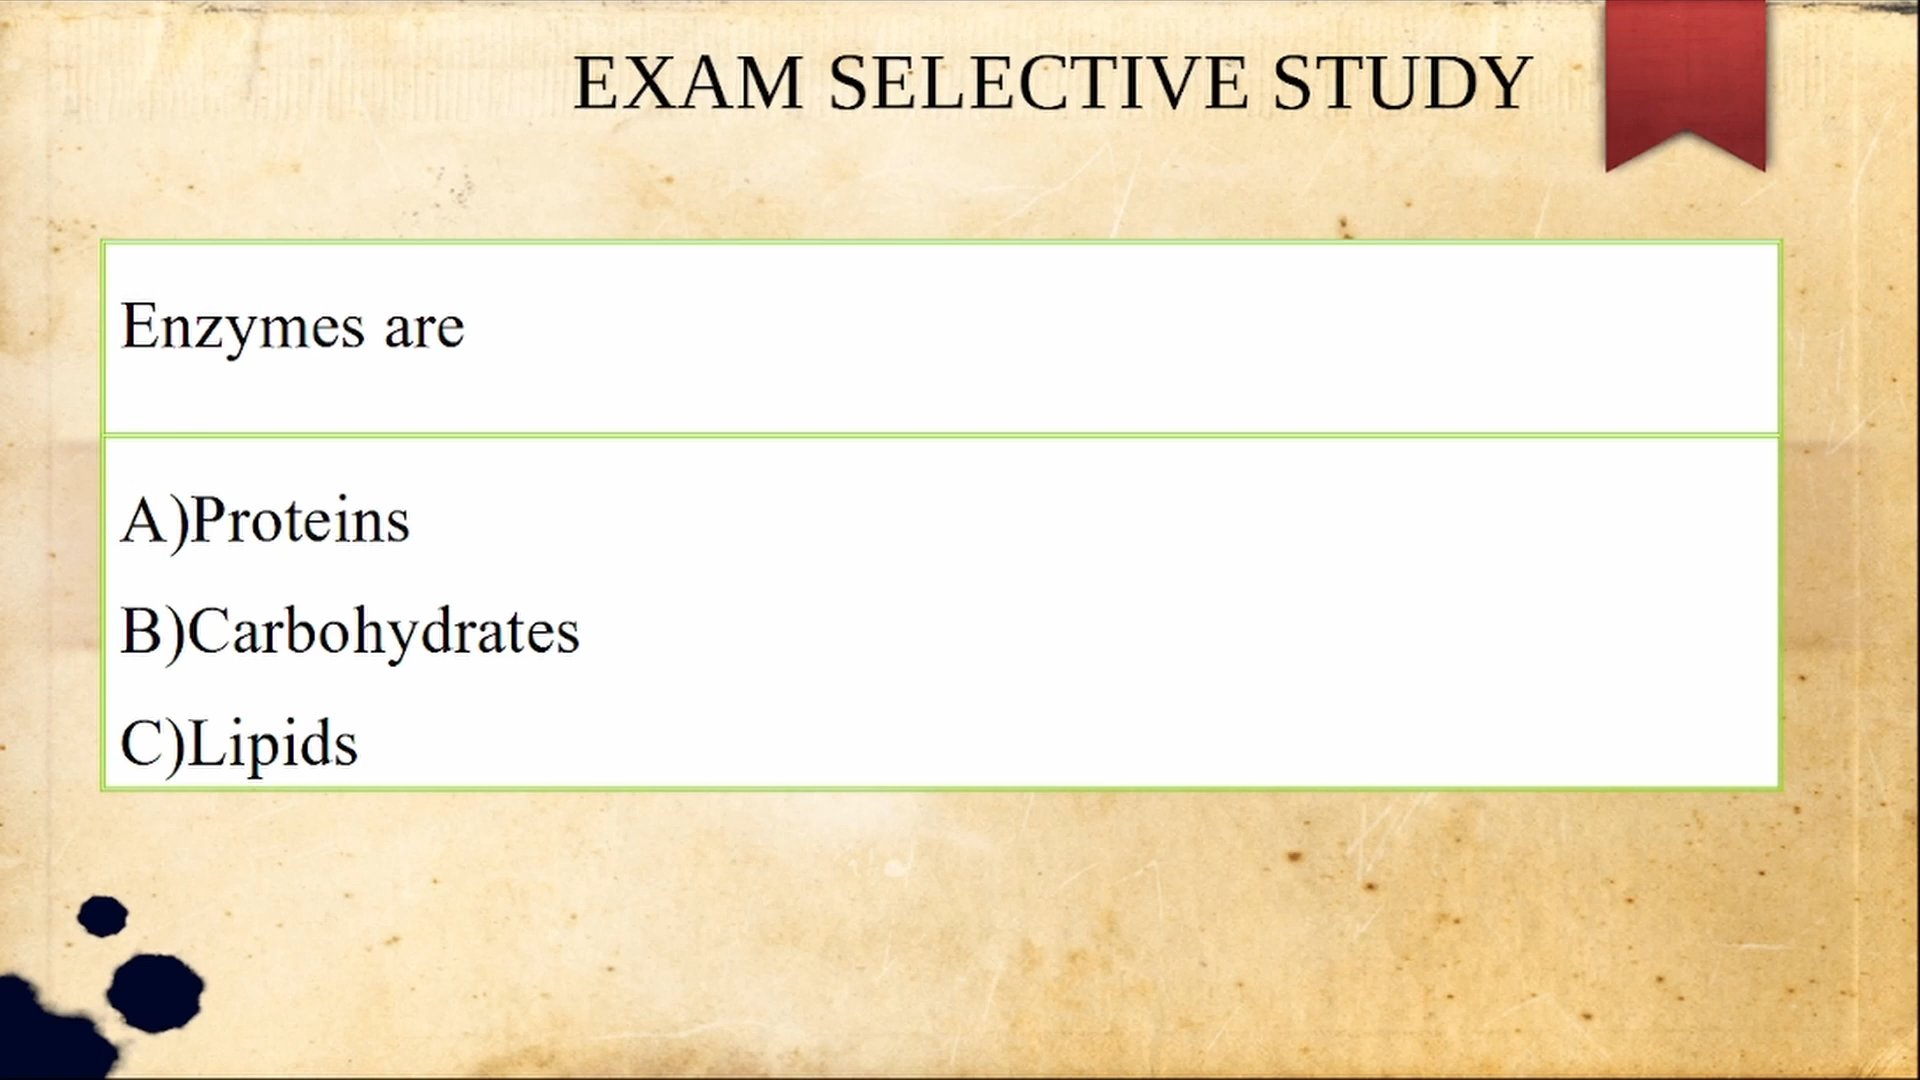 EXAM SELECTIVE STUDY
Enzymes are
A)Proteins
B)Carbohydrates
C)Lipids